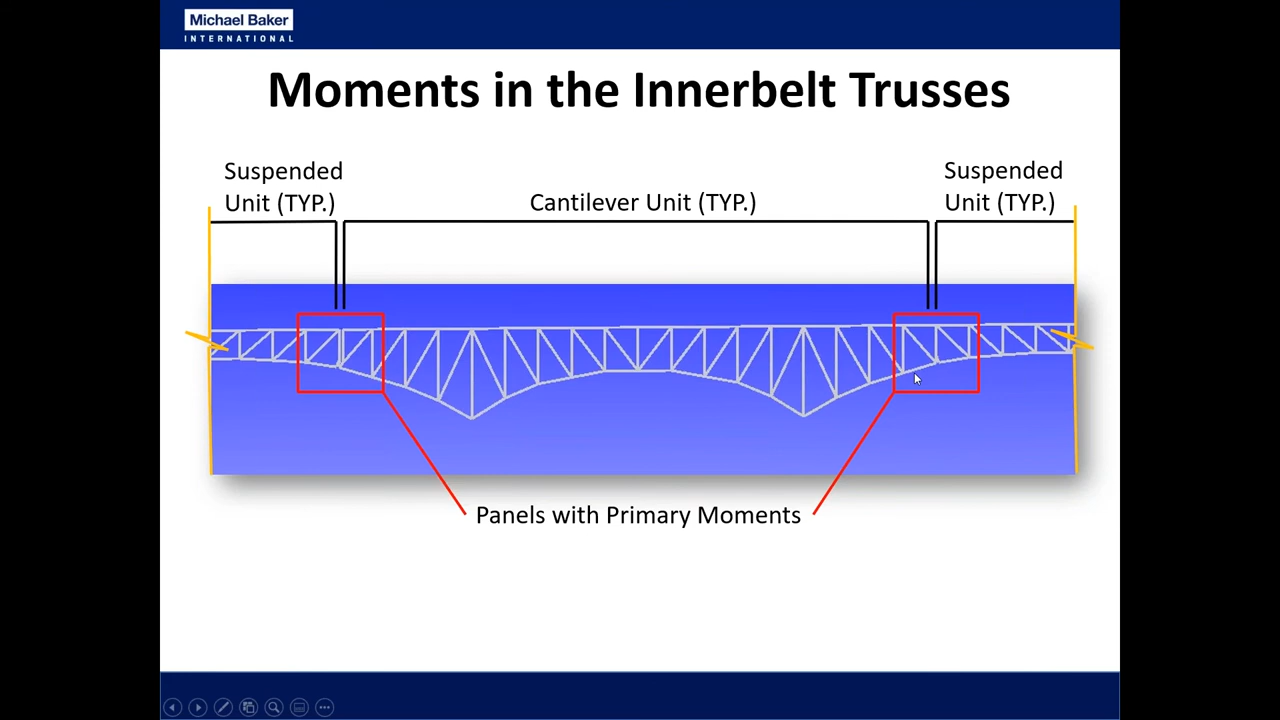 Michael Baker
INTERNATIONAL
Moments in the Innerbelt Trusses
Suspended
Unit (TYP.)
Cantilever Unit (TYP.)
Suspended
Unit (TYP.)
Panels with Primary Moments